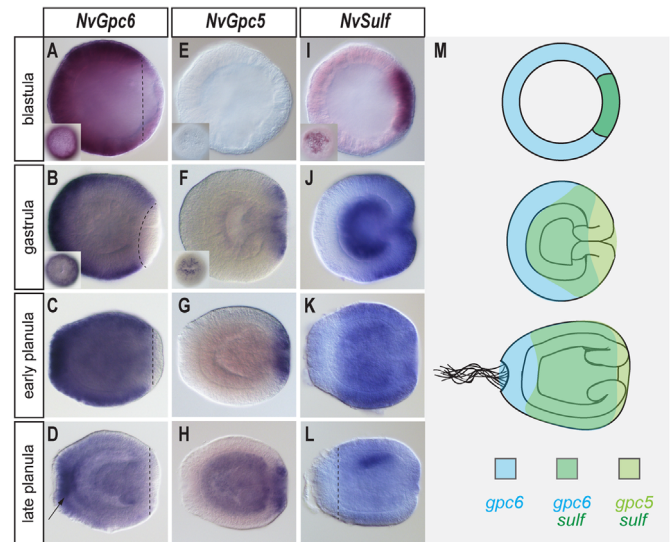 NvGpc6 NvGpc5 NvSulf
A E I M
blastula
B F J
gastrula
C G K
early planula
D H L
late planula
gpc6 gpc6 gpc5
sulf sulf